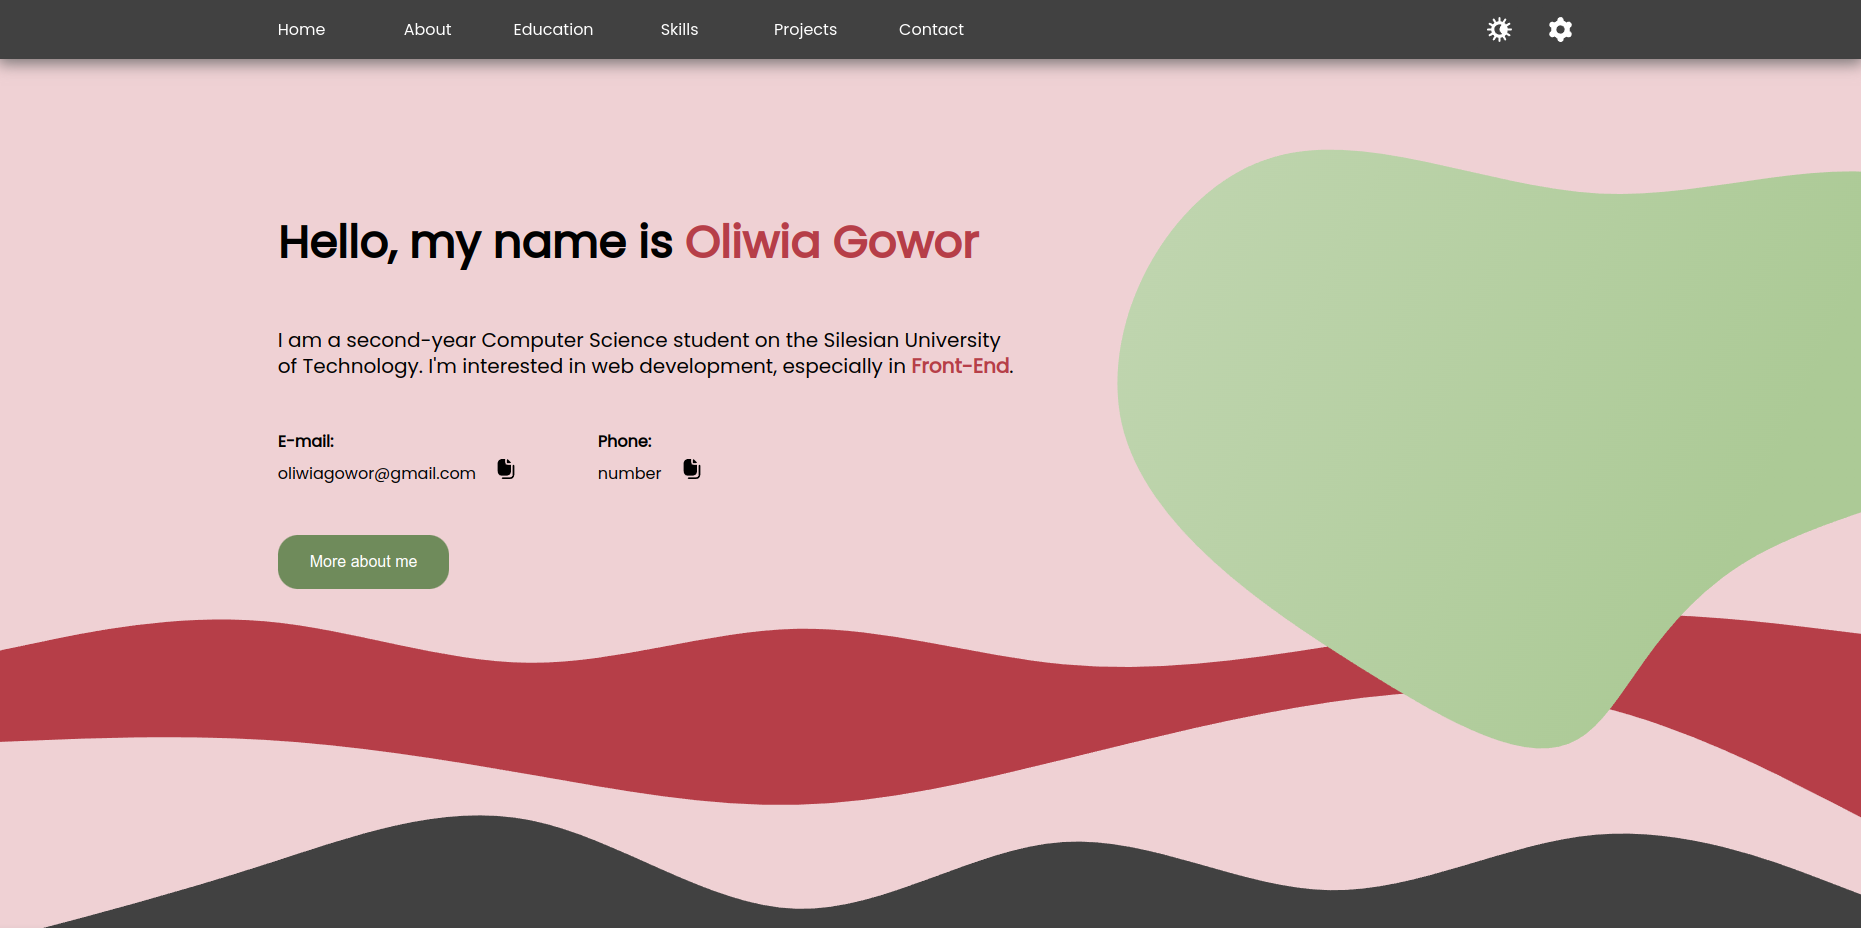 Home About Education Skills Projects Contact
Hello, my name is Oliwia Gowor
I am a second-year Computer Science student on the Silesian University
of Technology. I'm interested in web development, especially in Front-End.
E-mail: Phone:
oliwiagowor@gmail.com number
More about me